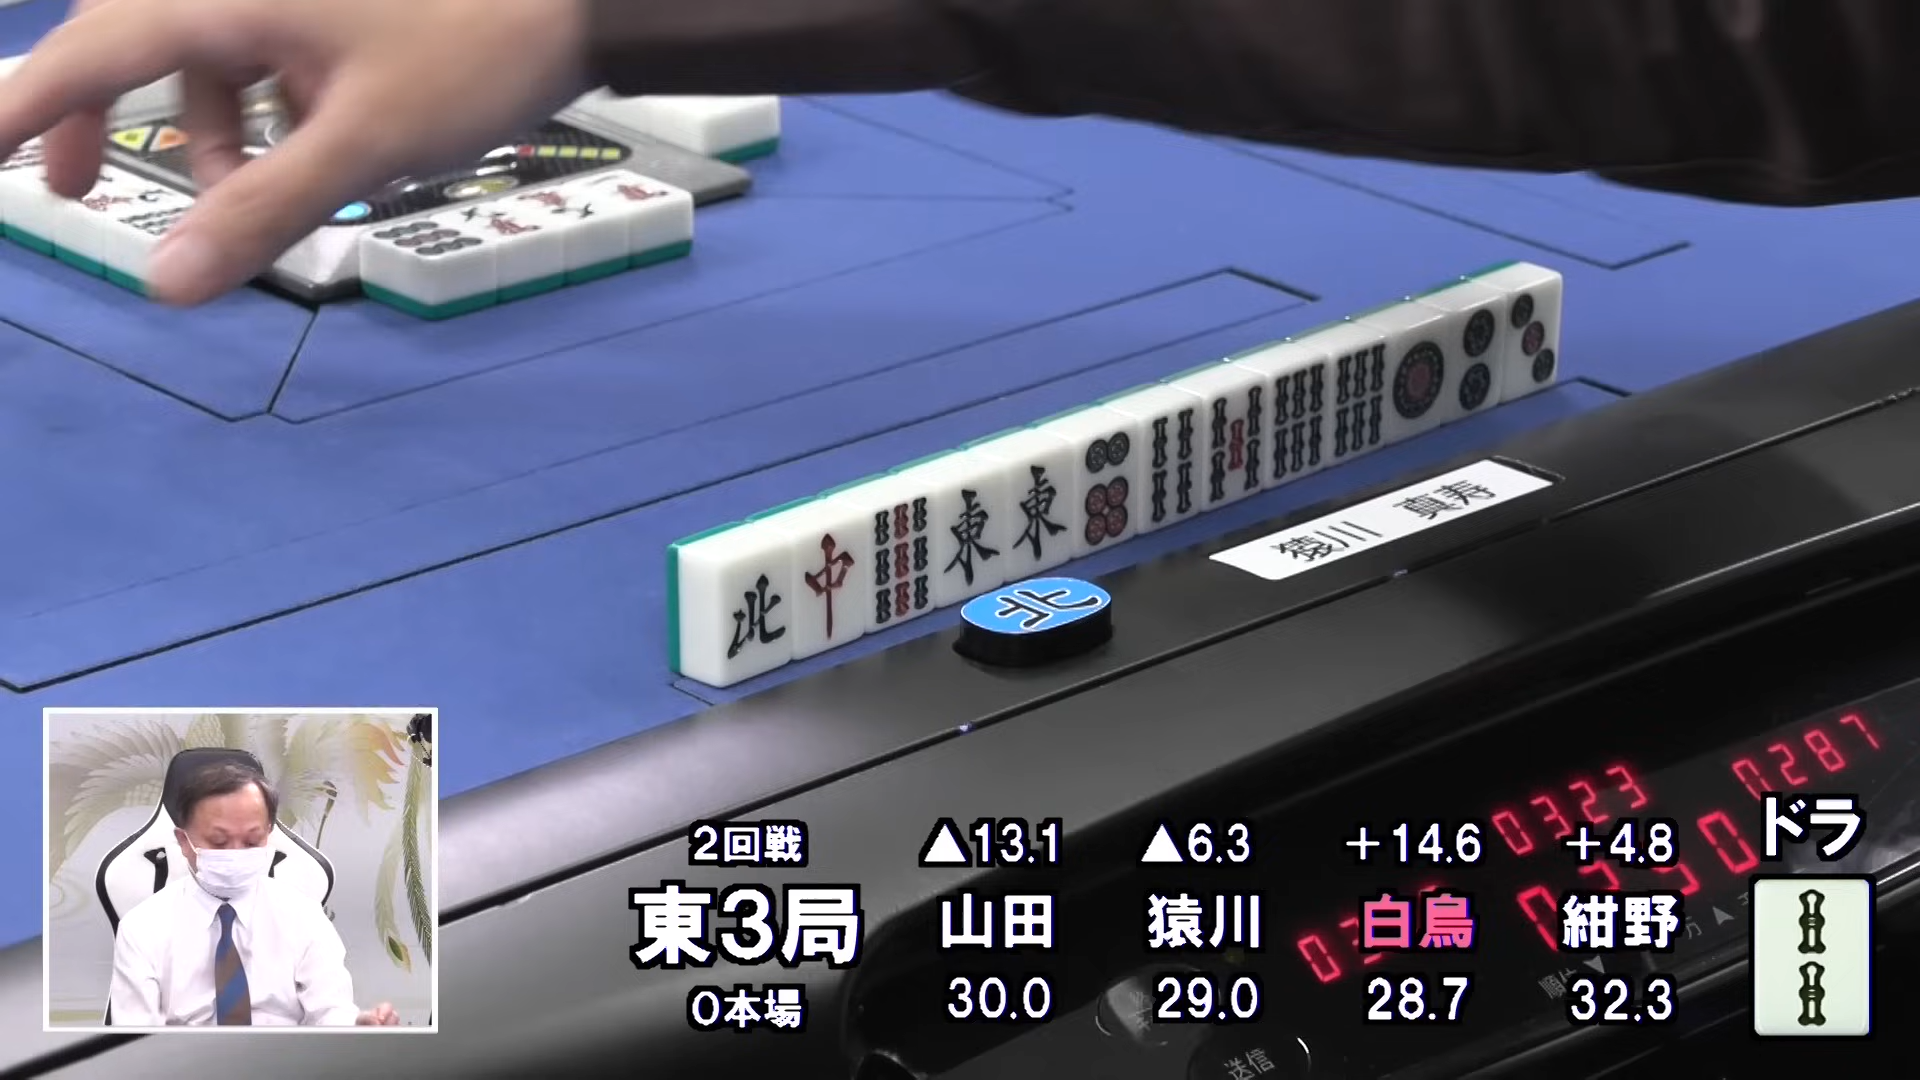 北 中 東 東
北
猿川 真寿
0323
0287
送信
2回戦
東3局
0本場
▲13.1
山田
30.0
▲6.3
猿川
29.0
+14.6
白鳥
28.7
+4.8
紺野
32.3
ドラ